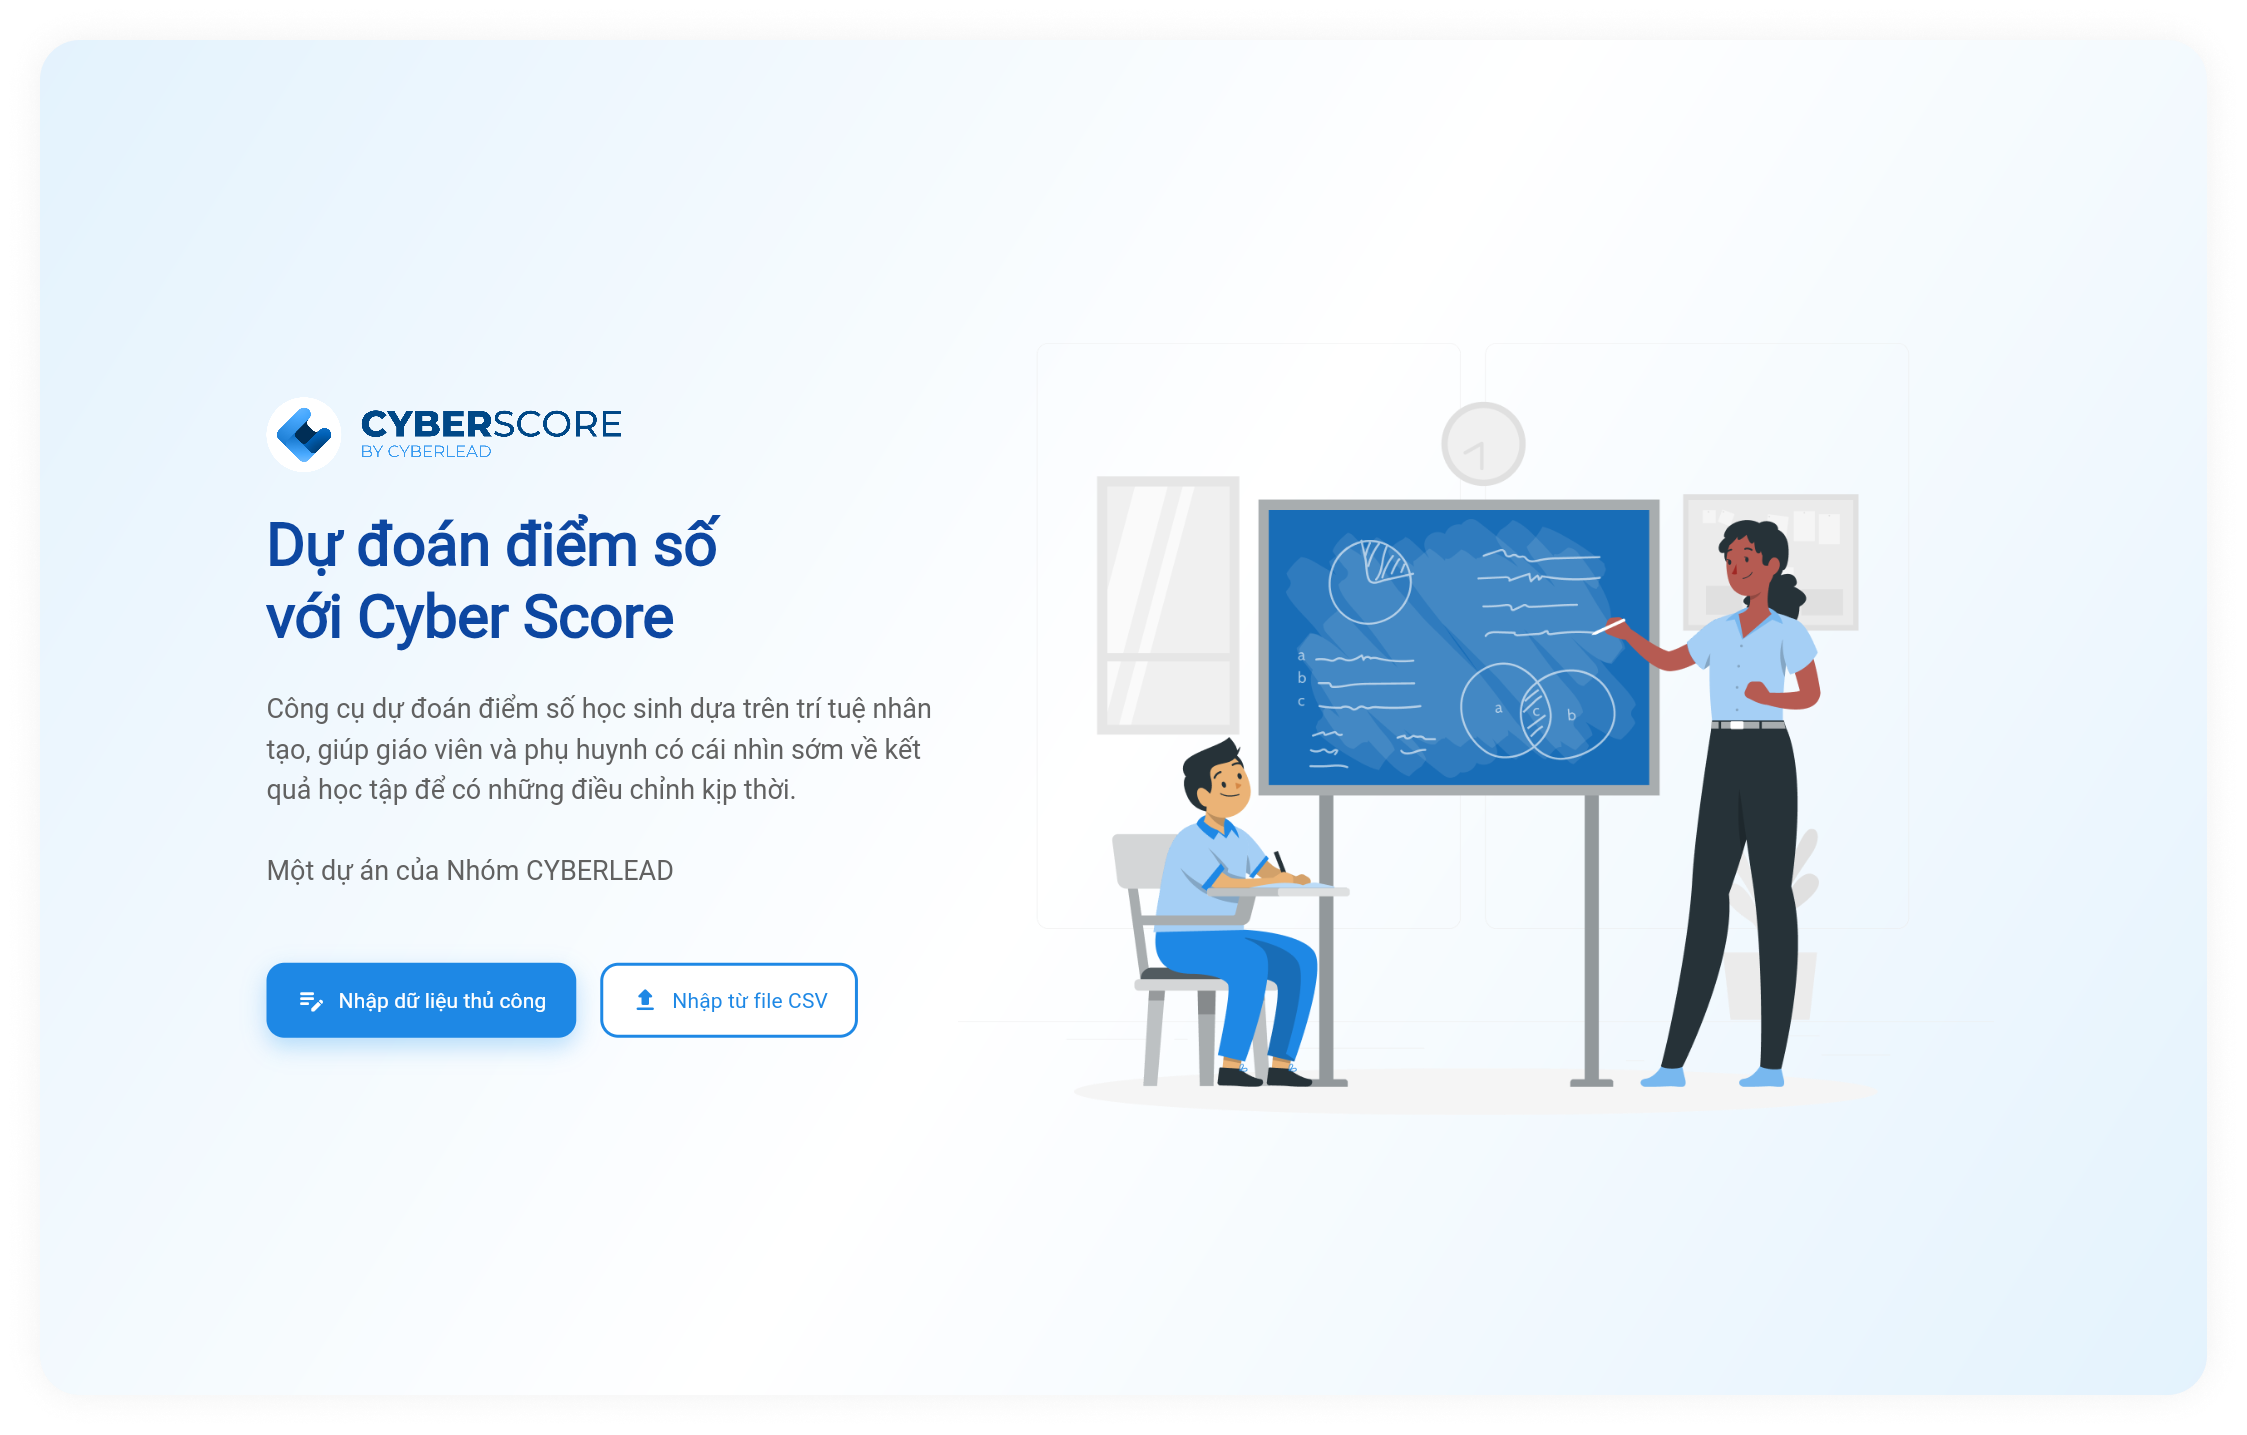 CYBERSCORE
BY CYBERLEAD
Dự đoán điểm số
với Cyber Score
Công cụ dự đoán điểm số học sinh dựa trên trí tuệ nhân
tạo, giúp giáo viên và phụ huynh có cái nhìn sớm về kết
quả học tập để có những điều chỉnh kịp thời.
Một dự án của Nhóm CYBERLEAD
Nhập dữ liệu thủ công
Nhập từ file CSV
a
b
c
a c b